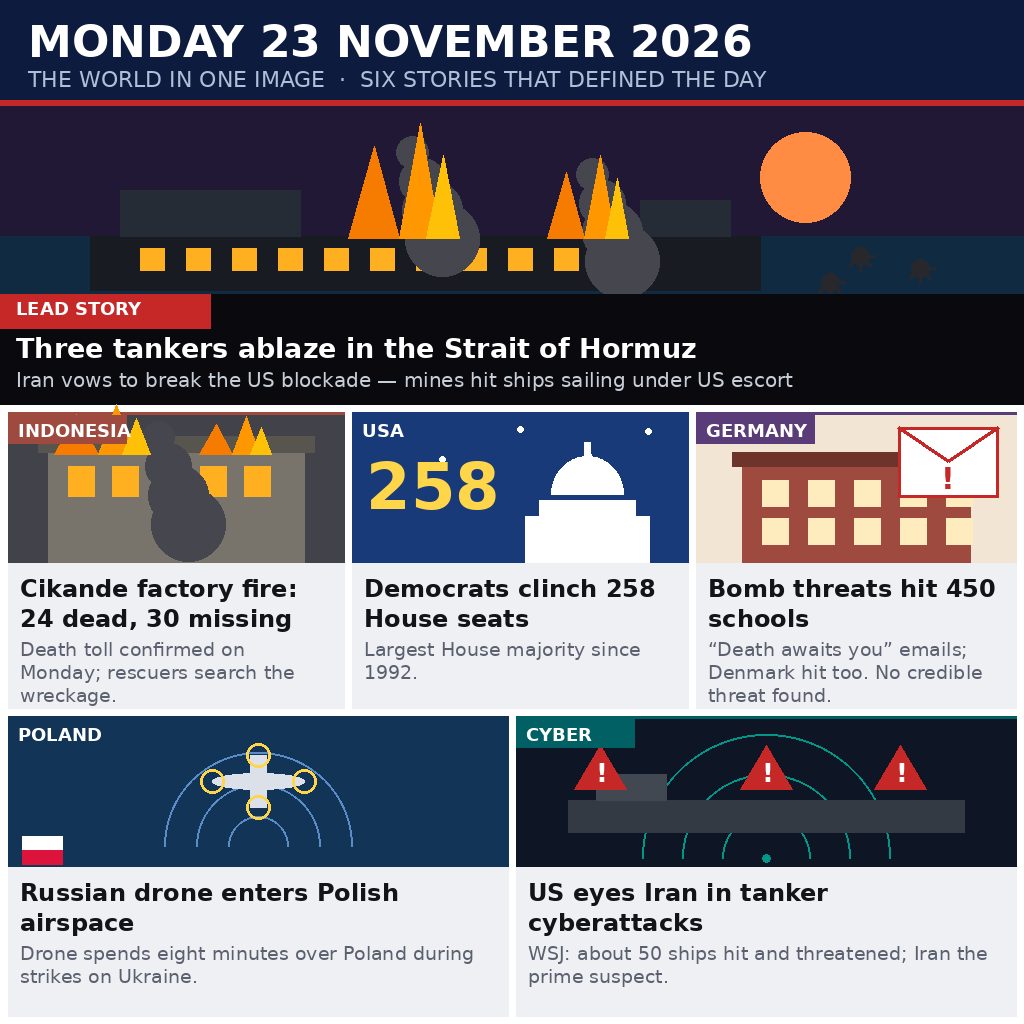 MONDAY 23 NOVEMBER 2026
THE WORLD IN ONE IMAGE · SIX STORIES THAT DEFINED THE DAY
LEAD STORY
Three tankers ablaze in the Strait of Hormuz
Iran vows to break the US blockade — mines hit ships sailing under US escort
INDONESIA
Cikande factory fire:
24 dead, 30 missing
Death toll confirmed on
Monday; rescuers search the
wreckage.
USA
258
Democrats clinch 258
House seats
Largest House majority since
1992.
GERMANY
!
Bomb threats hit 450
schools
“Death awaits you” emails;
Denmark hit too. No credible
threat found.
POLAND
Russian drone enters Polish
airspace
Drone spends eight minutes over Poland during
strikes on Ukraine.
CYBER
! ! !
US eyes Iran in tanker
cyberattacks
WSJ: about 50 ships hit and threatened; Iran the
prime suspect.